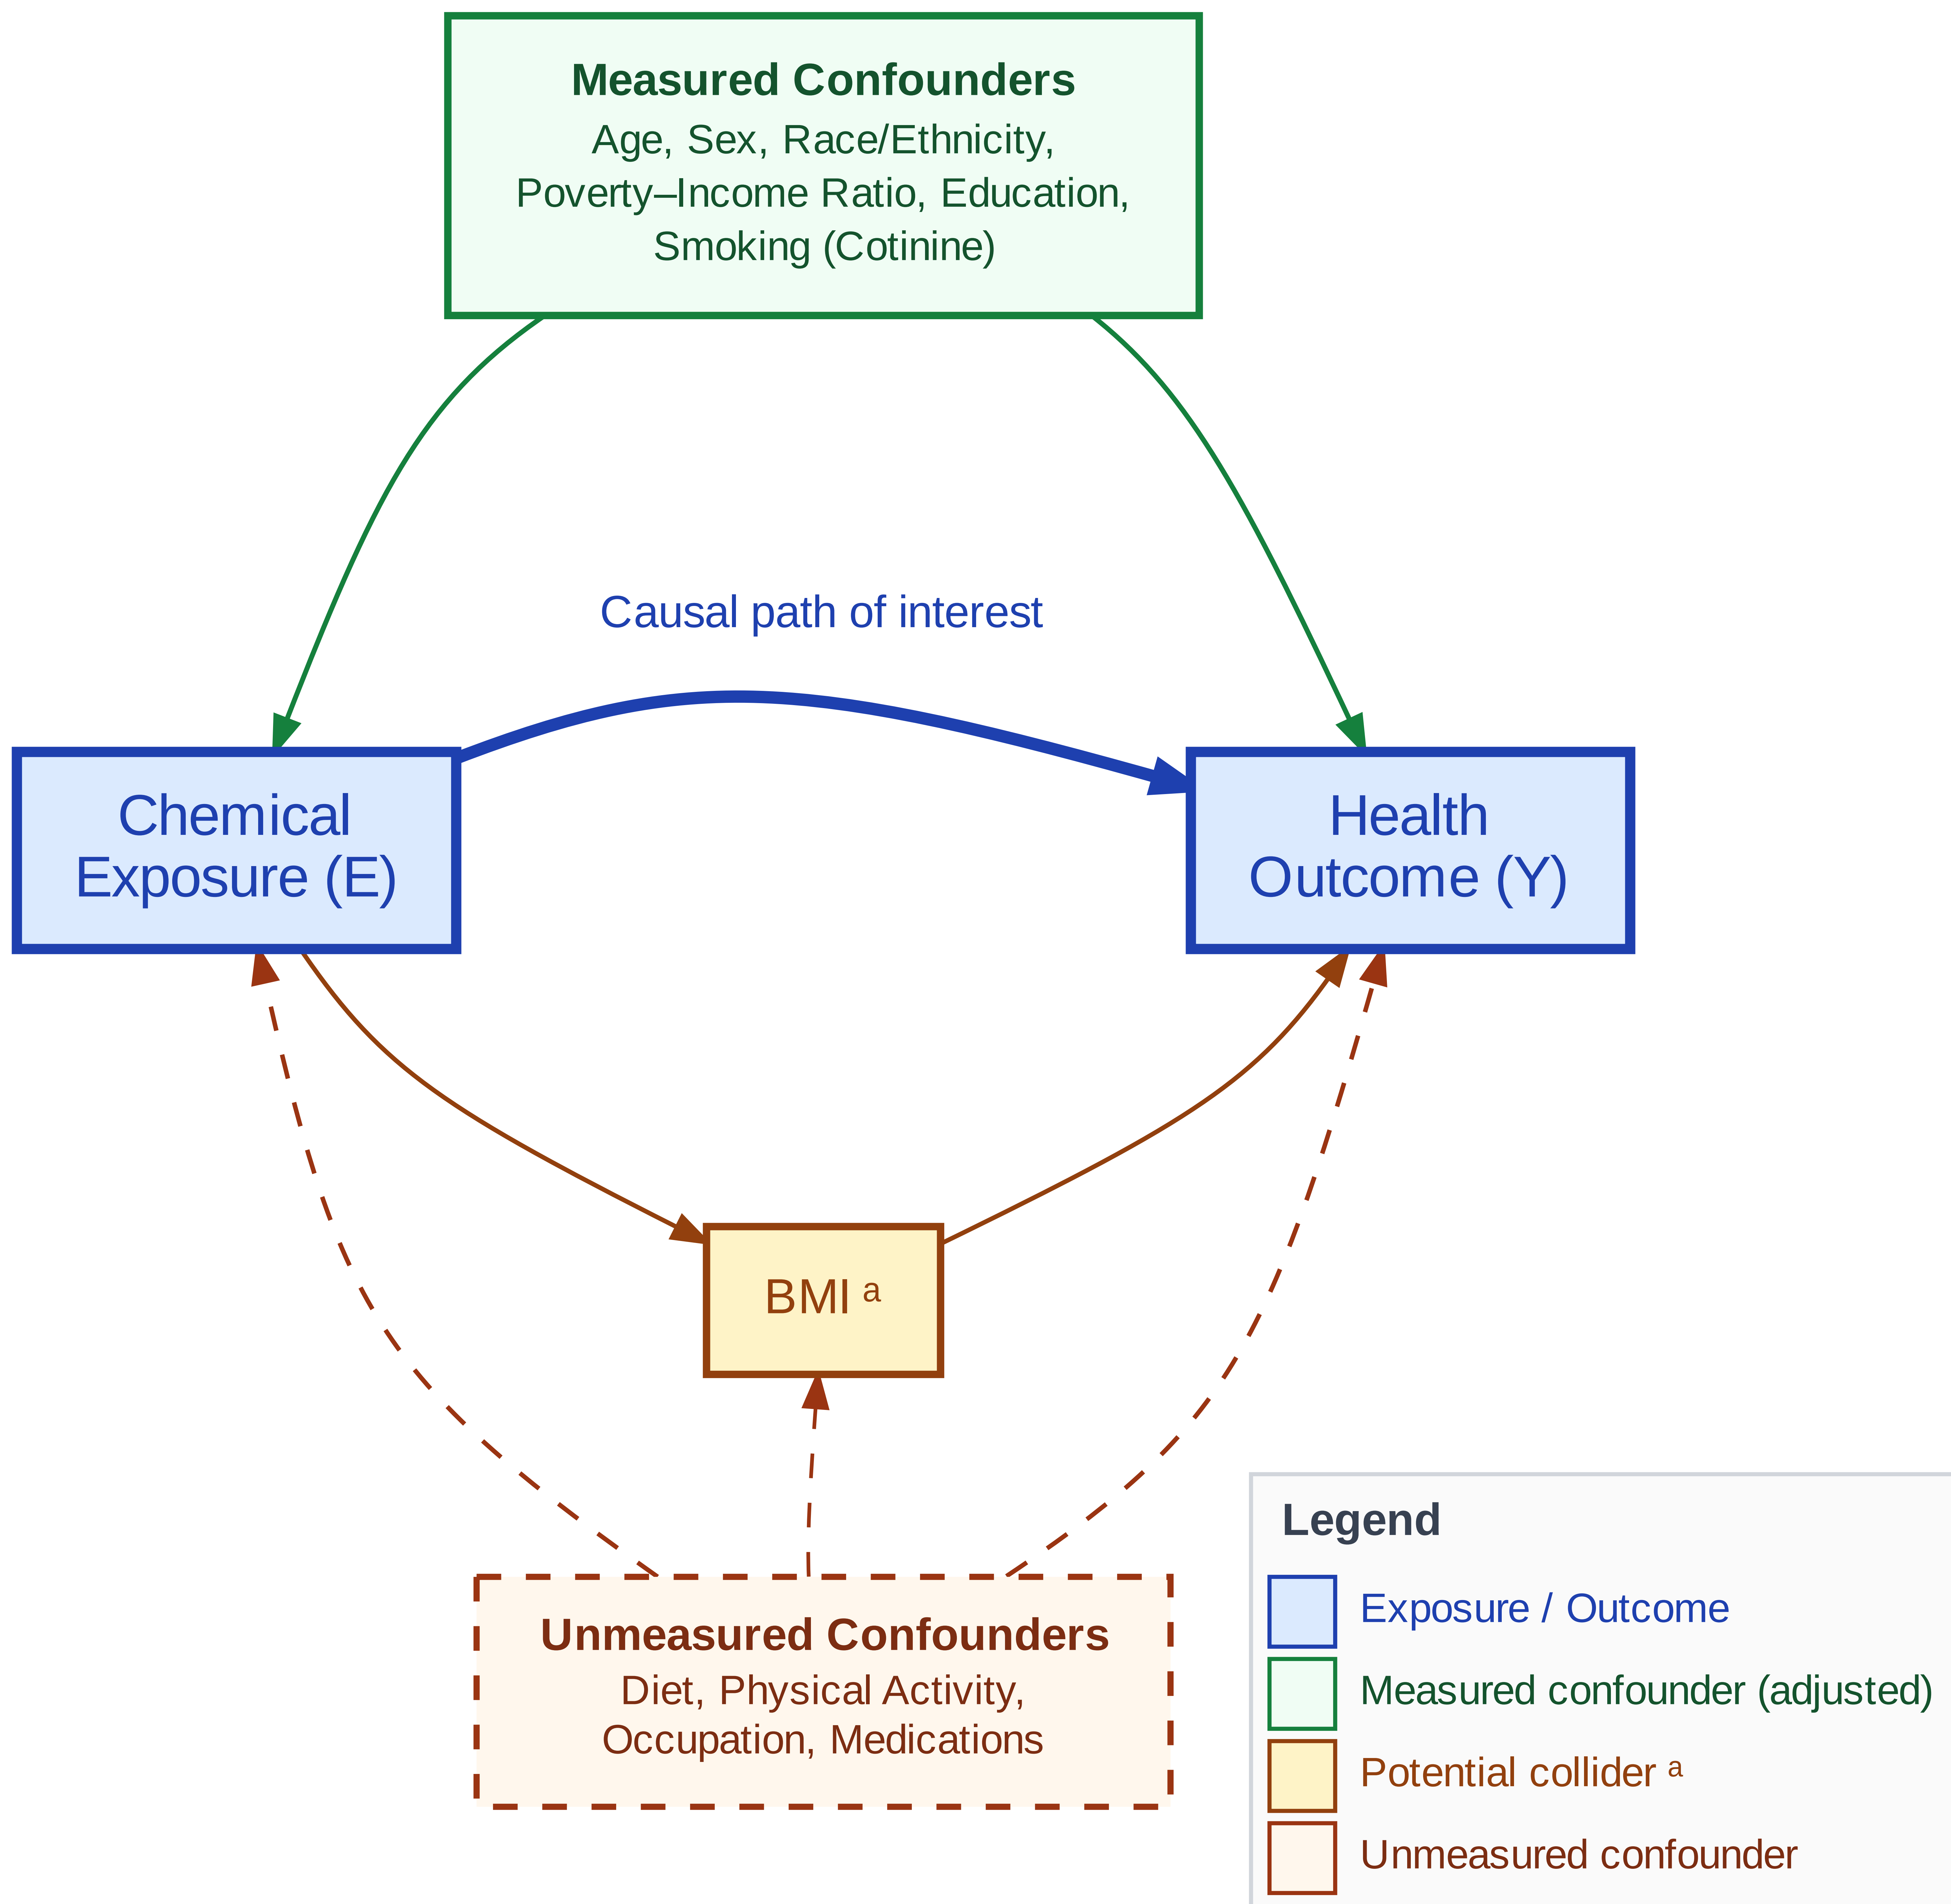 Measured Confounders
Age, Sex, Race/Ethnicity,
Poverty–Income Ratio, Education,
Smoking (Cotinine)
Causal path of interest
Chemical
Exposure (E)
Health
Outcome (Y)
BMI ᵃ
Unmeasured Confounders
Diet, Physical Activity,
Occupation, Medications
Legend
Exposure / Outcome
Measured confounder (adjusted)
Potential collider ᵃ
Unmeasured confounder